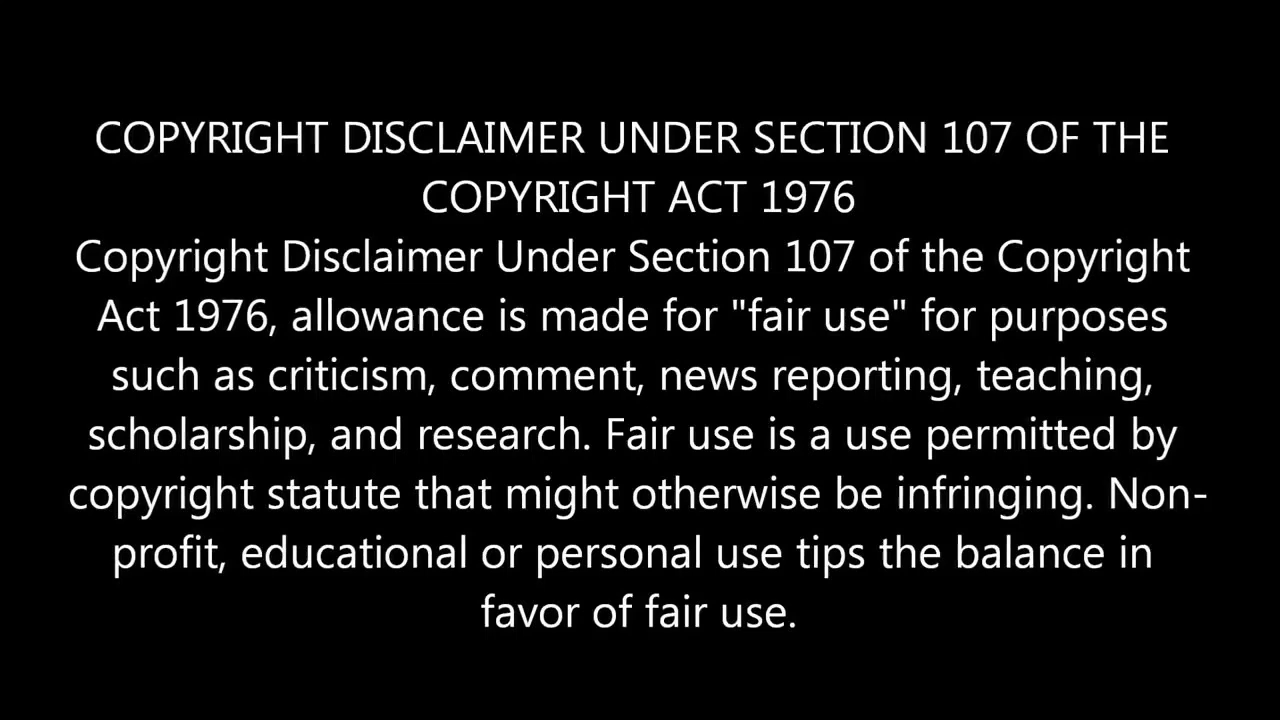 COPYRIGHT DISCLAIMER UNDER SECTION 107 OF THE
COPYRIGHT ACT 1976
Copyright Disclaimer Under Section 107 of the Copyright
Act 1976, allowance is made for "fair use" for purposes
such as criticism, comment, news reporting, teaching,
scholarship, and research. Fair use is a use permitted by
copyright statute that might otherwise be infringing. Non-
profit, educational or personal use tips the balance in
favor of fair use.